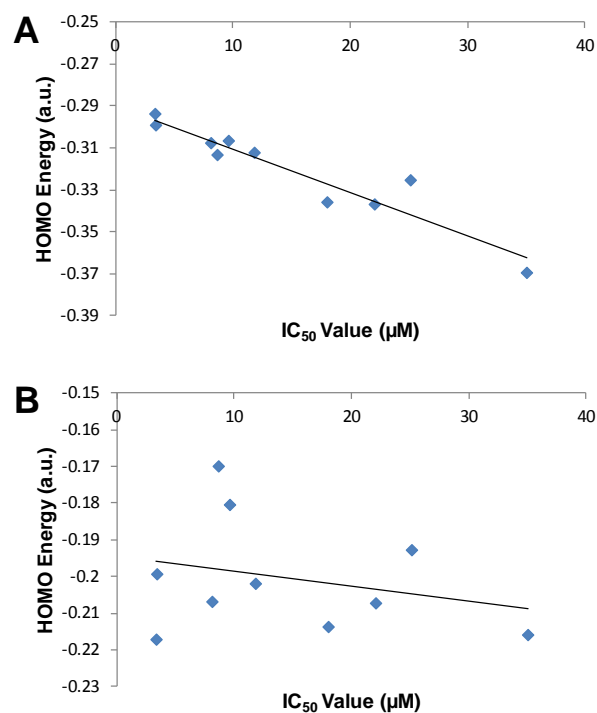 A
-0.25
0 10 20 30 40
-0.27
-0.29
-0.31
-0.33
-0.35
-0.37
-0.39
HOMO Energy (a.u.)
IC50 Value (µM)
B
-0.15
0 10 20 30 40
-0.16
-0.17
-0.18
-0.19
-0.2
-0.21
-0.22
-0.23
HOMO Energy (a.u.)
IC50 Value (µM)